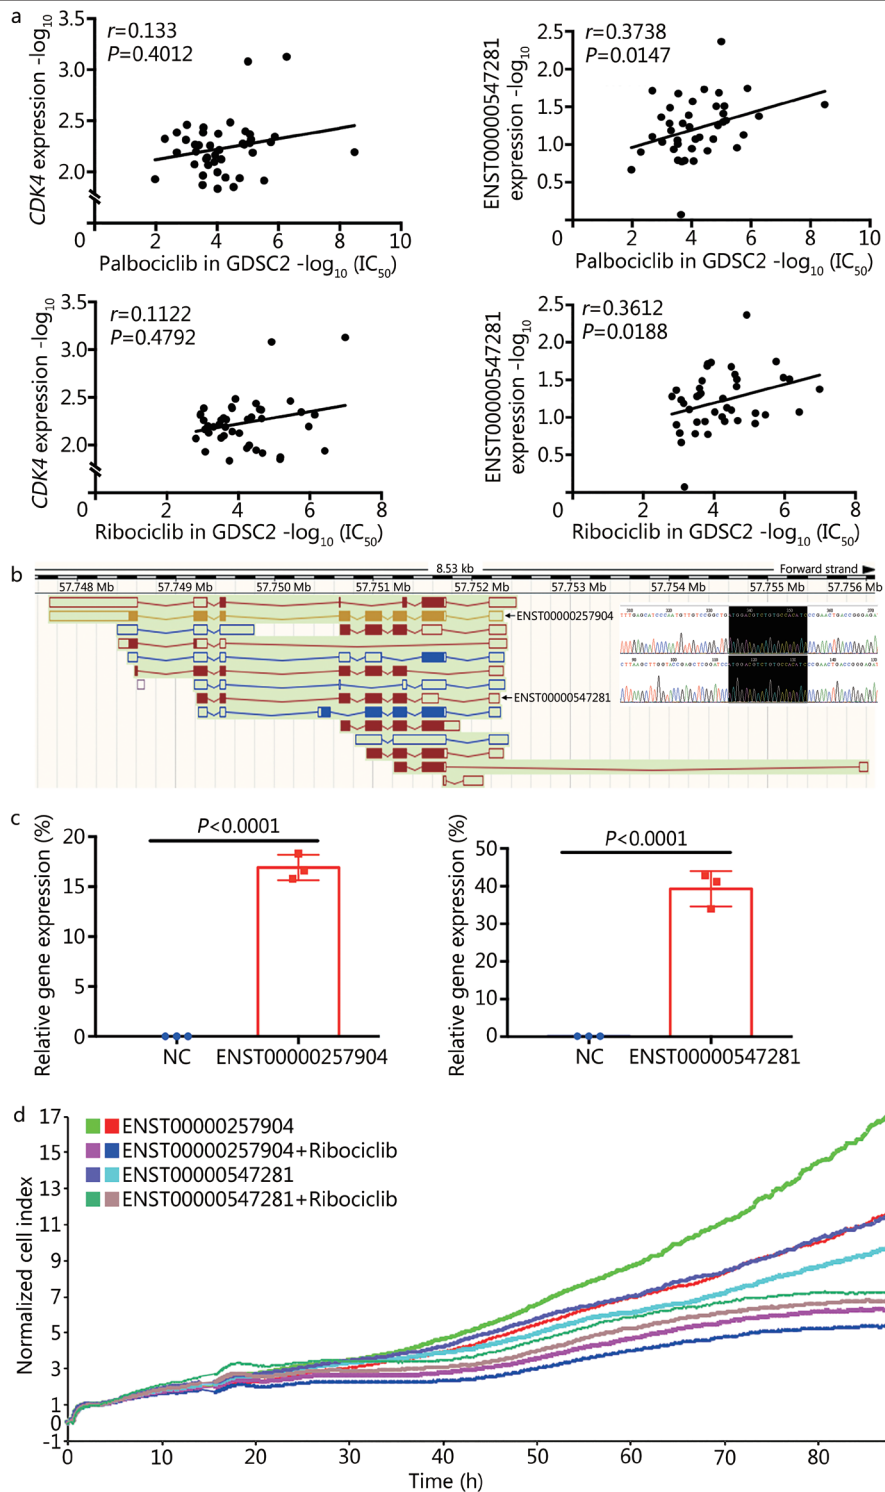 a
r=0.133
P=0.4012
CDK4 expression -log10
3.5
3.0
2.5
2.0
0
2 4 6 8 10
Palbociclib in GDSC2 -log10 (IC50)
r=0.3738
P=0.0147
ENST00000547281
expression -log10
2.5
2.0
1.5
1.0
0.5
0
2 4 6 8 10
Palbociclib in GDSC2 -log10 (IC50)
r=0.1122
P=0.4792
CDK4 expression -log10
3.5
3.0
2.5
2.0
0
2 4 6 8
Ribociclib in GDSC2 -log10 (IC50)
r=0.3612
P=0.0188
ENST00000547281
expression -log10
2.5
2.0
1.5
1.0
0.5
0
2 4 6 8
Ribociclib in GDSC2 -log10 (IC50)
b
8.53 kb
Forward strand
57.748 Mb 57.749 Mb 57.750 Mb 57.751 Mb 57.752 Mb 57.753 Mb 57.754 Mb 57.755 Mb 57.756 Mb
ENST00000257904
ENST00000547281
c
P<0.0001
Relative gene expression (%)
20
15
10
5
0
NC ENST00000257904
P<0.0001
Relative gene expression (%)
50
40
30
20
10
0
NC ENST00000547281
d
ENST00000257904
ENST00000257904+Ribociclib
ENST00000547281
ENST00000547281+Ribociclib
Normalized cell index
17
15
13
11
9
7
5
3
1
0
-1
0 10 20 30 40 50 60 70 80
Time (h)